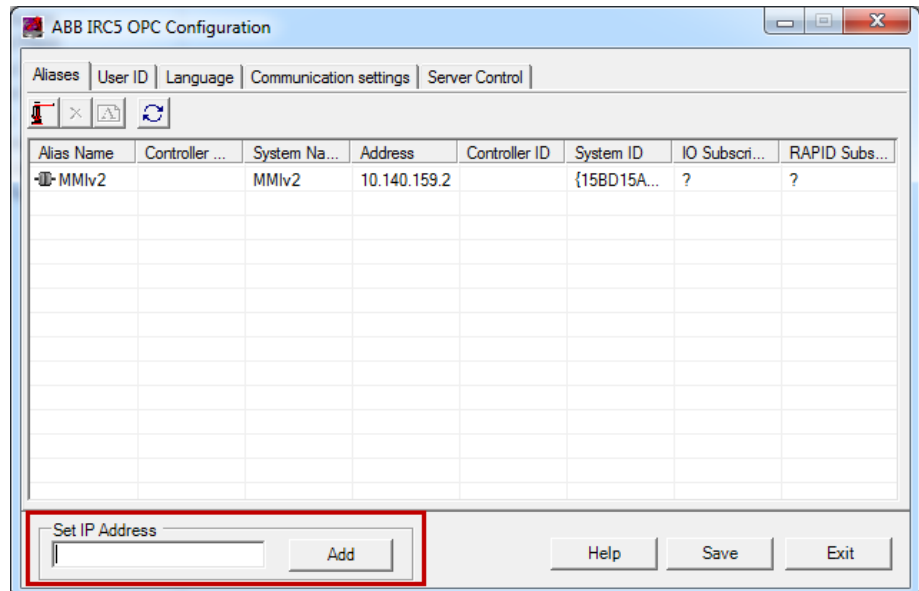 ABB IRC5 OPC Configuration
Aliases User ID Language Communication settings Server Control
Alias Name Controller ... System Na... Address Controller ID System ID IO Subscri... RAPID Subs...
MMIv2 MMIv2 10.140.159.2 {15BD15A... ? ?
Set IP Address
Add Help Save Exit